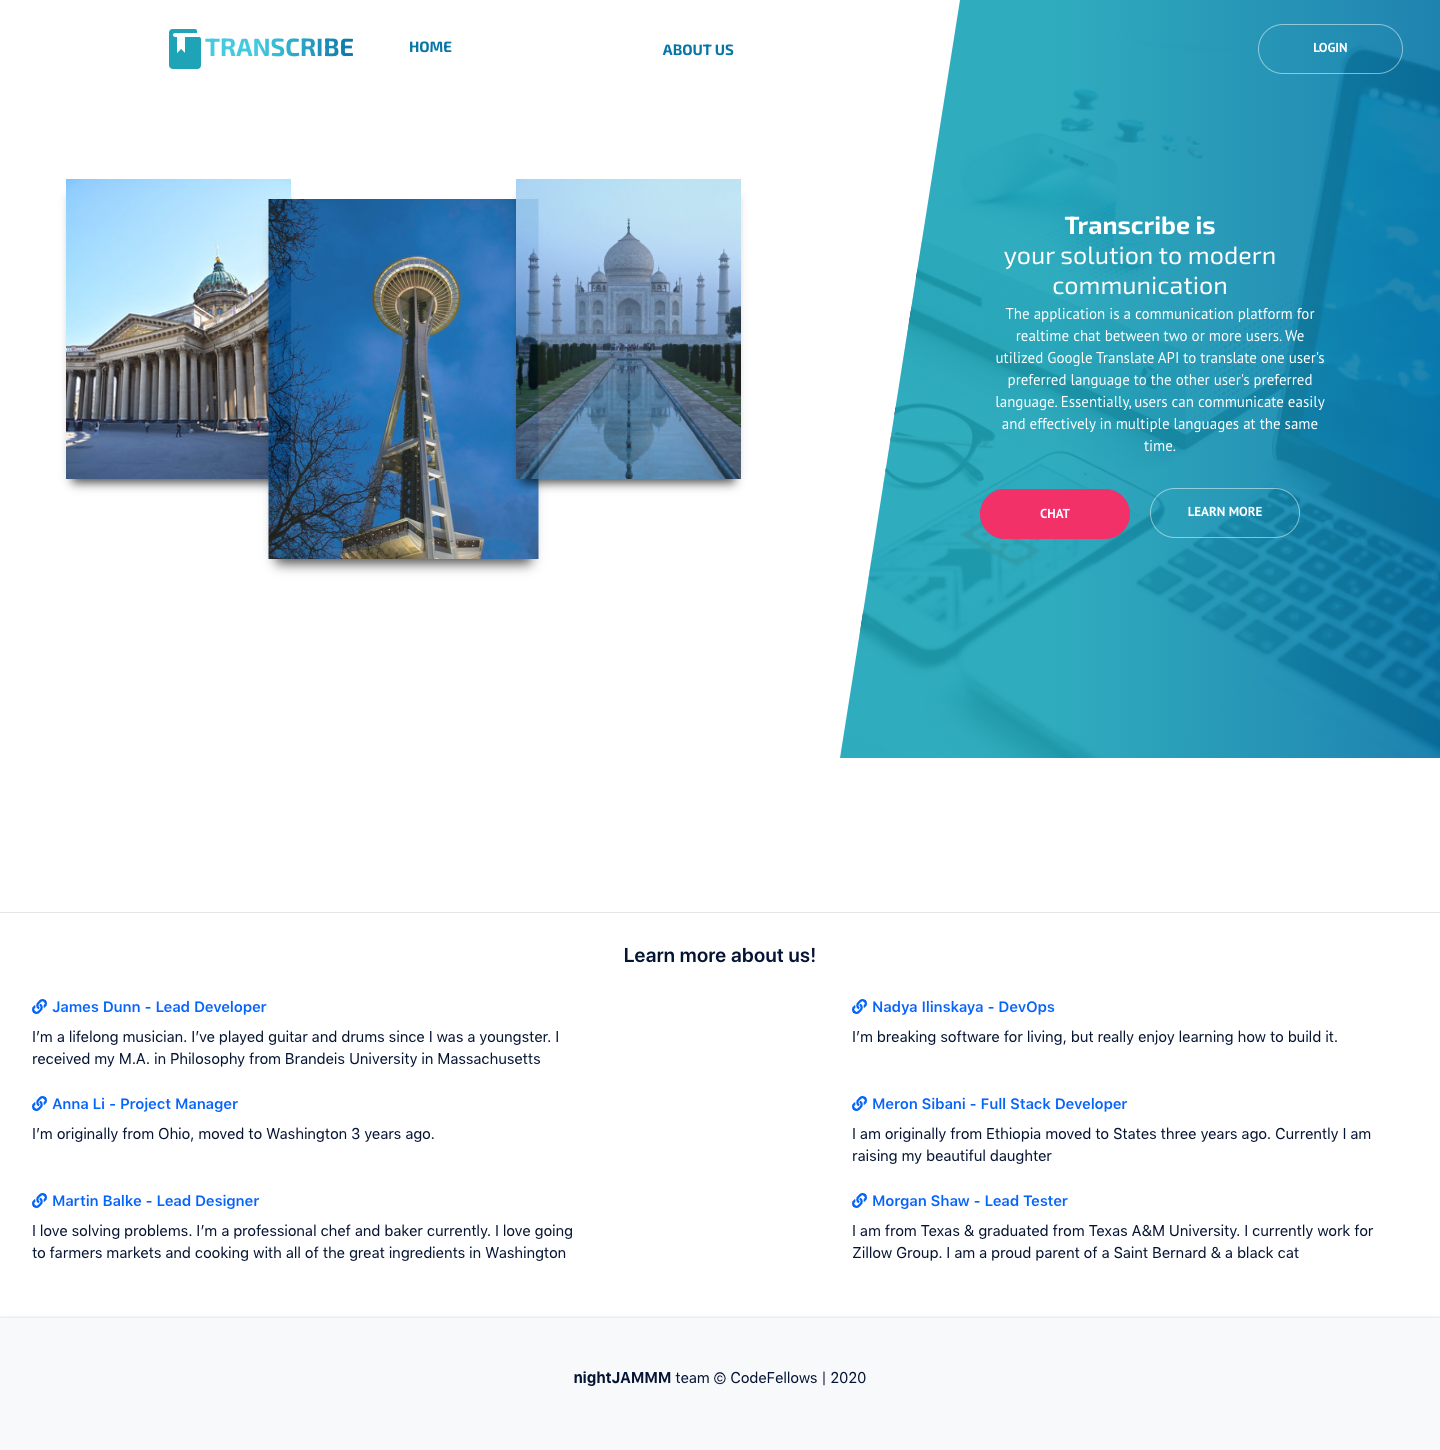 TRANSCRIBE
HOME
ABOUT US
LOGIN
Transcribe is
your solution to modern
communication
The application is a communication platform for
realtime chat between two or more users. We
utilized Google Translate API to translate one user's
preferred language to the other user's preferred
language. Essentially, users can communicate easily
and effectively in multiple languages at the same
time.
CHAT
LEARN MORE
Learn more about us!
James Dunn - Lead Developer
I’m a lifelong musician. I’ve played guitar and drums since I was a youngster. I
received my M.A. in Philosophy from Brandeis University in Massachusetts
Nadya Ilinskaya - DevOps
I’m breaking software for living, but really enjoy learning how to build it.
Anna Li - Project Manager
I’m originally from Ohio, moved to Washington 3 years ago.
Meron Sibani - Full Stack Developer
I am originally from Ethiopia moved to States three years ago. Currently I am
raising my beautiful daughter
Martin Balke - Lead Designer
I love solving problems. I’m a professional chef and baker currently. I love going
to farmers markets and cooking with all of the great ingredients in Washington
Morgan Shaw - Lead Tester
I am from Texas & graduated from Texas A&M University. I currently work for
Zillow Group. I am a proud parent of a Saint Bernard & a black cat
nightJAMMM team © CodeFellows | 2020